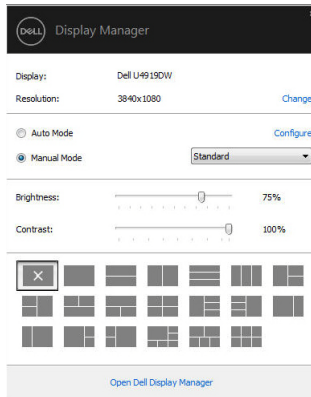 DELL Display Manager
Display: Dell U4919DW
Resolution: 3840x1080 Change
Auto Mode Configure
Manual Mode Standard
Brightness: 75%
Contrast: 100%
Open Dell Display Manager